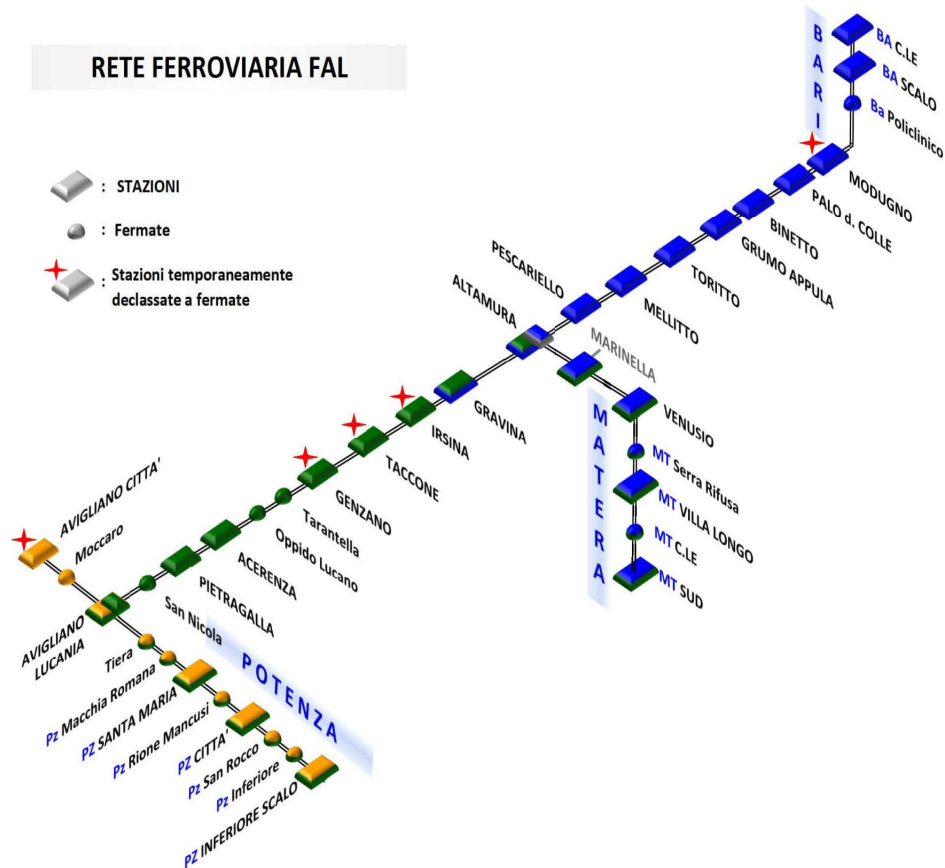 RETE FERROVIARIA FAL
: STAZIONI
: Fermate
: Stazioni temporaneamente
declassate a fermate
BARI
BA C.LE
BA SCALO
Ba Policlinico
MODUGNO
PALO d. COLLE
BINETTO
GRUMO APPULA
TORITTO
MELLITTO
PESCARIELLO
ALTAMURA
MARINELLA
MATERA
VENUSIO
MT Serra Rifusa
MT VILLA LONGO
MT C.LE
MT SUD
GRAVINA
IRSINA
TACCONE
GENZANO
Tarantella
Oppido Lucano
ACERENZA
PIETRAGALLA
San Nicola
AVIGLIANO CITTA'
Moccaro
AVIGLIANO
LUCANIA
POTENZA
Tiera
Pz Macchia Romana
PZ SANTA MARIA
Pz Rione Mancusi
PZ CITTA'
Pz San Rocco
Pz Inferiore
PZ INFERIORE SCALO